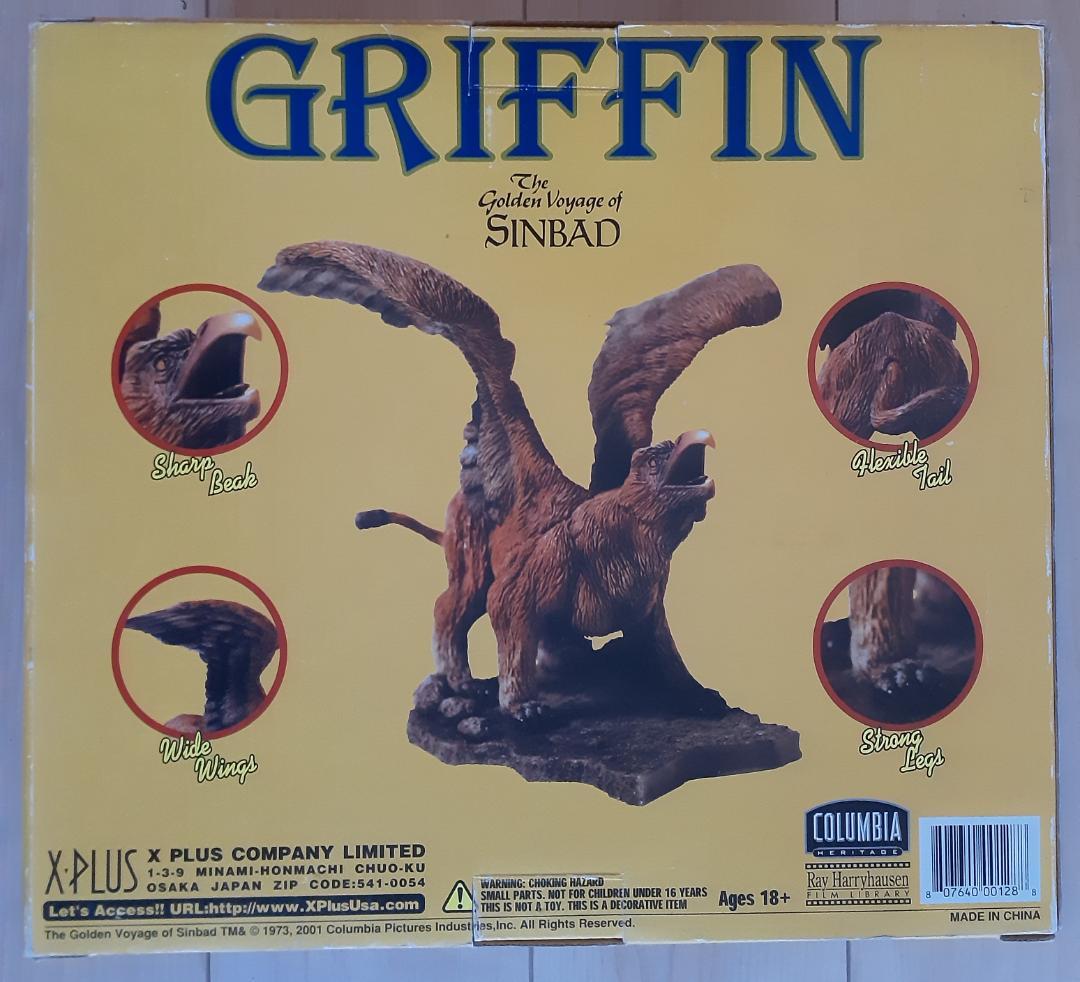 GRIFFIN
The
Golden Voyage of
SINBAD
Sharp
Beak
Flexible
Tail
Wide
Wings
Strong
Legs
X·PLUS
X PLUS COMPANY LIMITED
1-3-9 MINAMI-HONMACHI CHUO-KU
OSAKA JAPAN ZIP CODE:541-0054
Let's Access!! URL:http://www.XPlusUsa.com
The Golden Voyage of Sinbad TM& © 1973, 2001 Columbia Pictures Industries,Inc. All Rights Reserved.
WARNING: CHOKING HAZARD
SMALL PARTS. NOT FOR CHILDREN UNDER 16 YEARS
THIS IS NOT A TOY. THIS IS A DECORATIVE ITEM
Ages 18+
COLUMBIA
HERITAGE
Ray Harryhausen
FILM LIBRARY
8 07640 00128 8
MADE IN CHINA